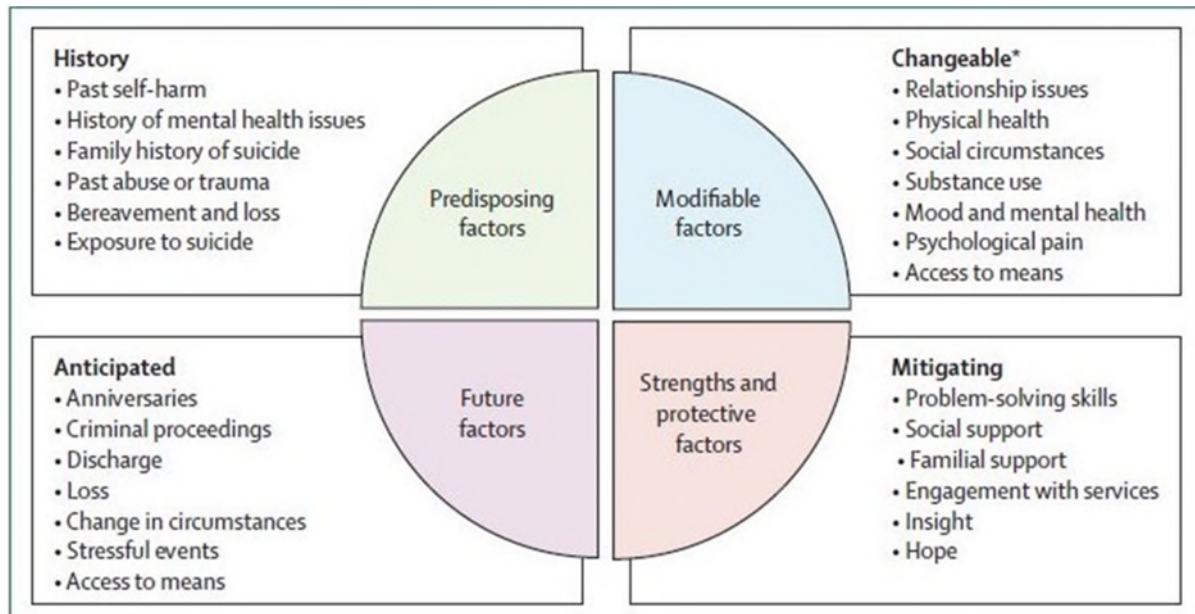 History
• Past self-harm
• History of mental health issues
• Family history of suicide
• Past abuse or trauma
• Bereavement and loss
• Exposure to suicide
Predisposing
factors
Modifiable
factors
Changeable*
• Relationship issues
• Physical health
• Social circumstances
• Substance use
• Mood and mental health
• Psychological pain
• Access to means
Anticipated
• Anniversaries
• Criminal proceedings
• Discharge
• Loss
• Change in circumstances
• Stressful events
• Access to means
Future
factors
Strengths and
protective
factors
Mitigating
• Problem-solving skills
• Social support
• Familial support
• Engagement with services
• Insight
• Hope